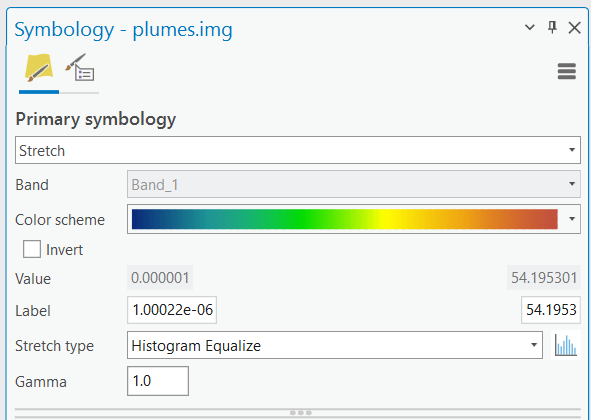 Symbology - plumes.img
Primary symbology
Stretch
Band Band_1
Color scheme
Invert
Value 0.000001 54.195301
Label 1.00022e-06 54.1953
Stretch type Histogram Equalize
Gamma 1.0